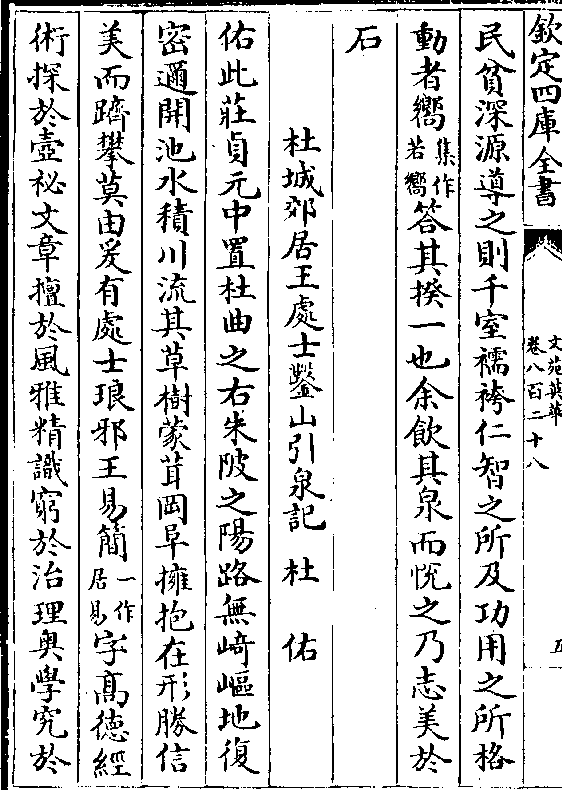 欽定四庫全書
文苑英華
卷八百二十八
五
民貧深源導之則千室襦袴仁智之所及功用之所格
動者嚮集作若嚮答其揆一也余飲其泉而恱之乃志美於
石
杜城郊居王處士鑿山引泉記 杜佑
佑此莊貞元中置杜曲之右朱陂之陽路無﨑嶇地復
密邇開池水積川流其草樹蒙茸岡阜擁抱在形勝信
美而躋攀莫由爰有處士琅邪王易簡一作居易字髙德經
術探於壺祕文章擅於風雅精識窮於治理奥學究於